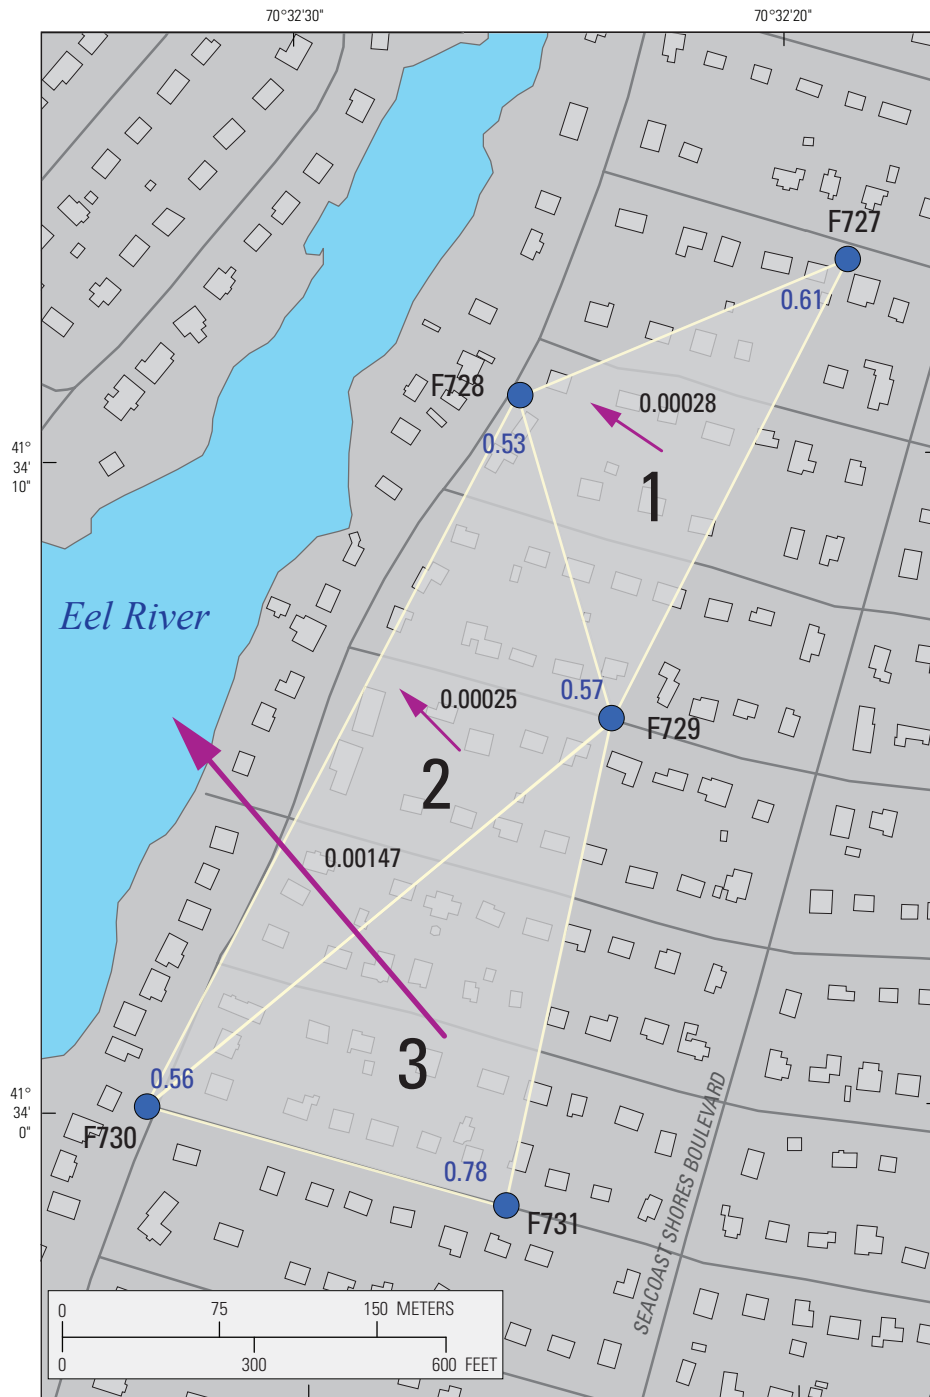 70°32'30"
70°32'20"
F727
0.61
F728
0.00028
0.53
41°
34'
10"
1
Eel River
0.57
0.00025
F729
2
0.00147
3
0.56
41°
34'
0"
F730
0.78
F731
SEACOAST SHORES BOULEVARD
0 75 150 METERS
0 300 600 FEET